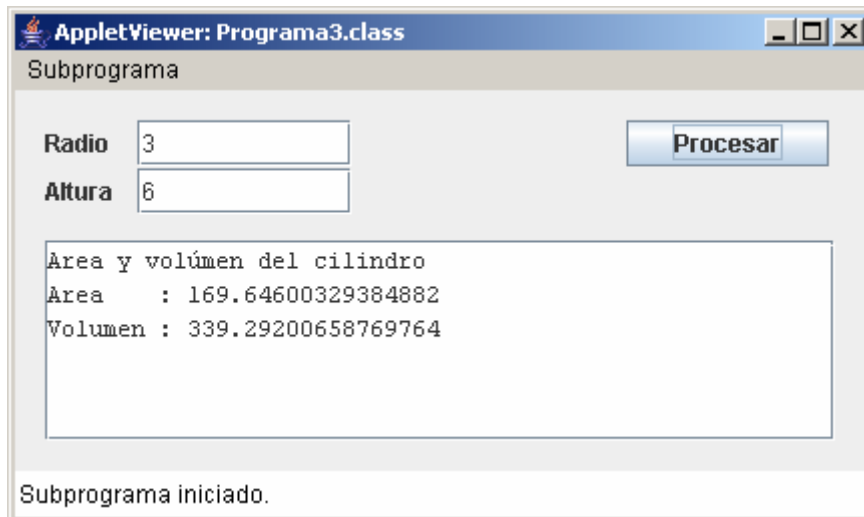 AppletViewer: Programa3.class
Subprograma
Radio 3
Procesar
Altura 6
Area y volúmen del cilindro
Area    : 169.64600329384882
Volumen : 339.29200658769764
Subprograma iniciado.